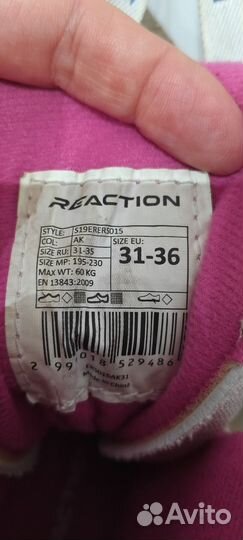 REACTION
STYLE: S19ERERS015
COL: AK
SIZE RU: 31-35
SIZE MP: 195-230
MAX WT: 60 KG
EN 13843:2009
SIZE EU:
31-36
2 99 018 529486
Made in China
Avito